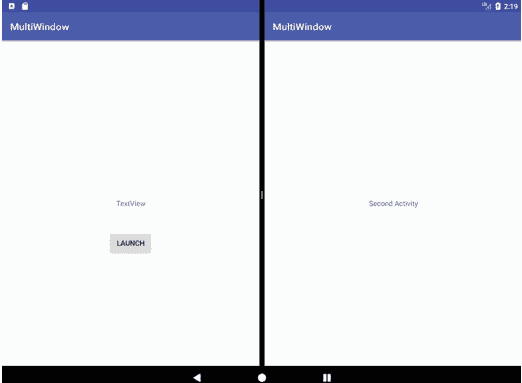 2:19
MultiWindow
MultiWindow
TextView
Second Activity
LAUNCH